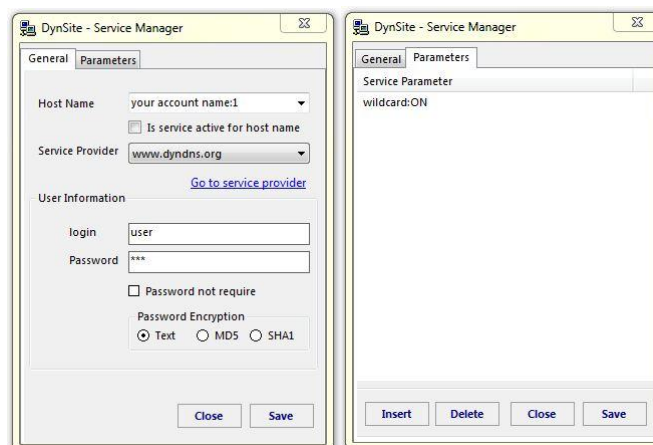 DynSite - Service Manager
General Parameters
Host Name your account name:1
Is service active for host name
Service Provider www.dyndns.org
Go to service provider
User Information
login user
Password ***
Password not require
Password Encryption
Text MD5 SHA1
Close Save
DynSite - Service Manager
General Parameters
Service Parameter
wildcard:ON
Insert Delete Close Save